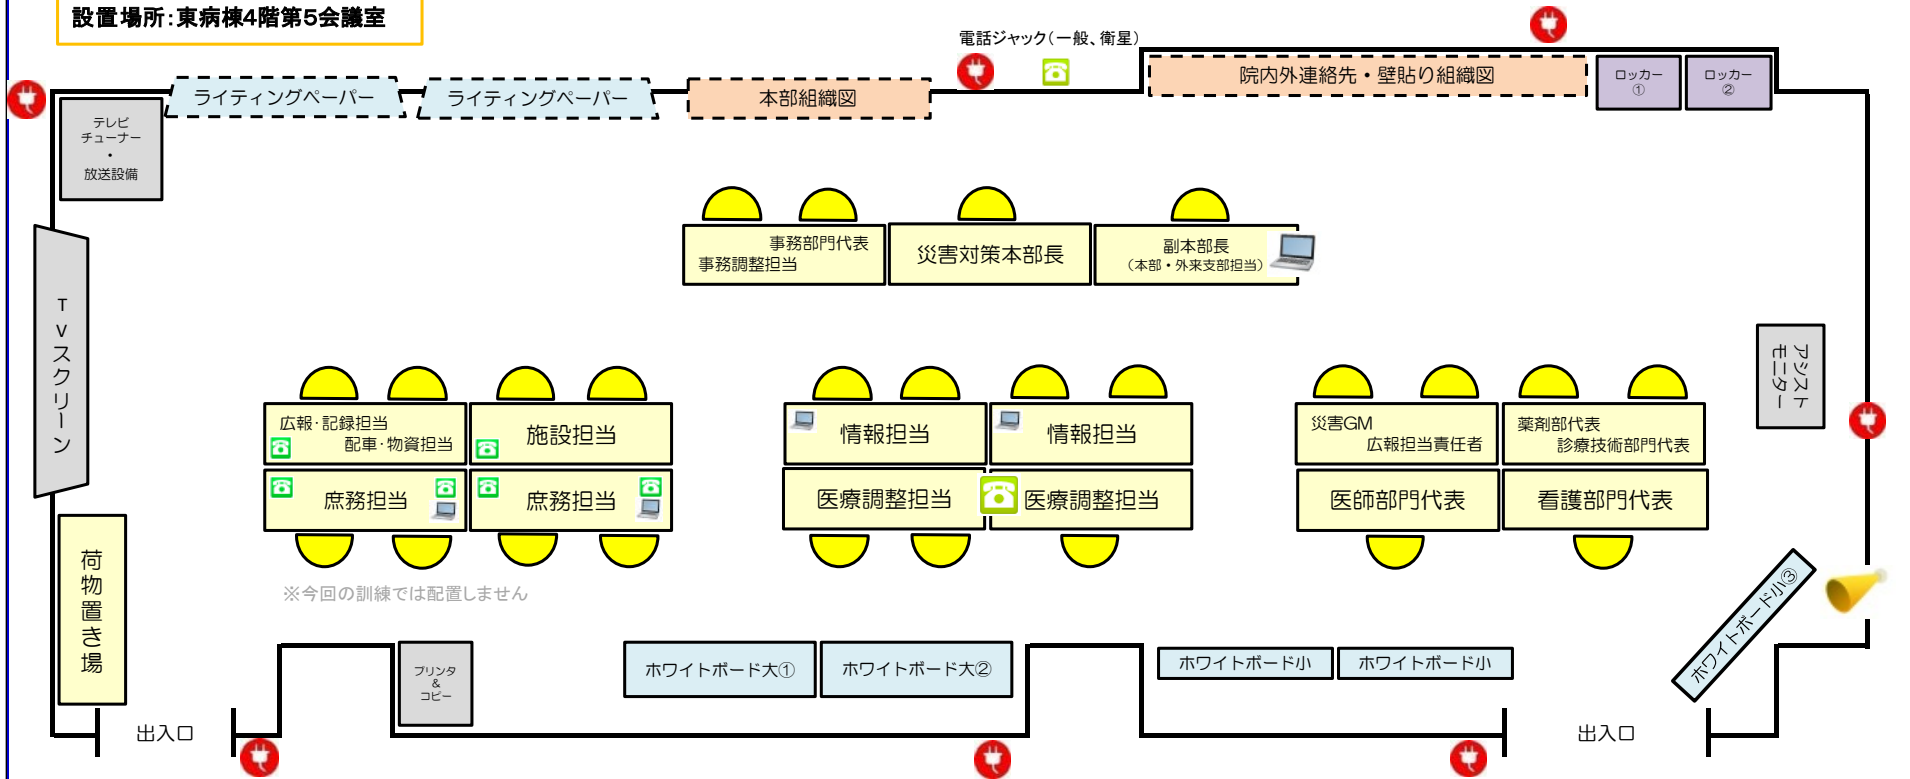 設置場所：東病棟4階第5会議室
電話ジャック（一般、衛星）
ライティングペーパー
ライティングペーパー
本部組織図
院内外連絡先・壁貼り組織図
ロッカー
①
ロッカー
②
テレビ
チューナー
・
放送設備
事務部門代表
事務調整担当
災害対策本部長
副本部長
（本部・外来支部担当）
TVスクリーン
アシスト
モニター
広報・記録担当
配車・物資担当
施設担当
情報担当
情報担当
災害GM
広報担当責任者
薬剤部代表
診療技術部門代表
庶務担当
庶務担当
医療調整担当
医療調整担当
医師部門代表
看護部門代表
※今回の訓練では配置しません
荷物置き場
プリンタ
&
コピー
ホワイトボード大①
ホワイトボード大②
ホワイトボード小
ホワイトボード小
ホワイトボード小③
出入口
出入口